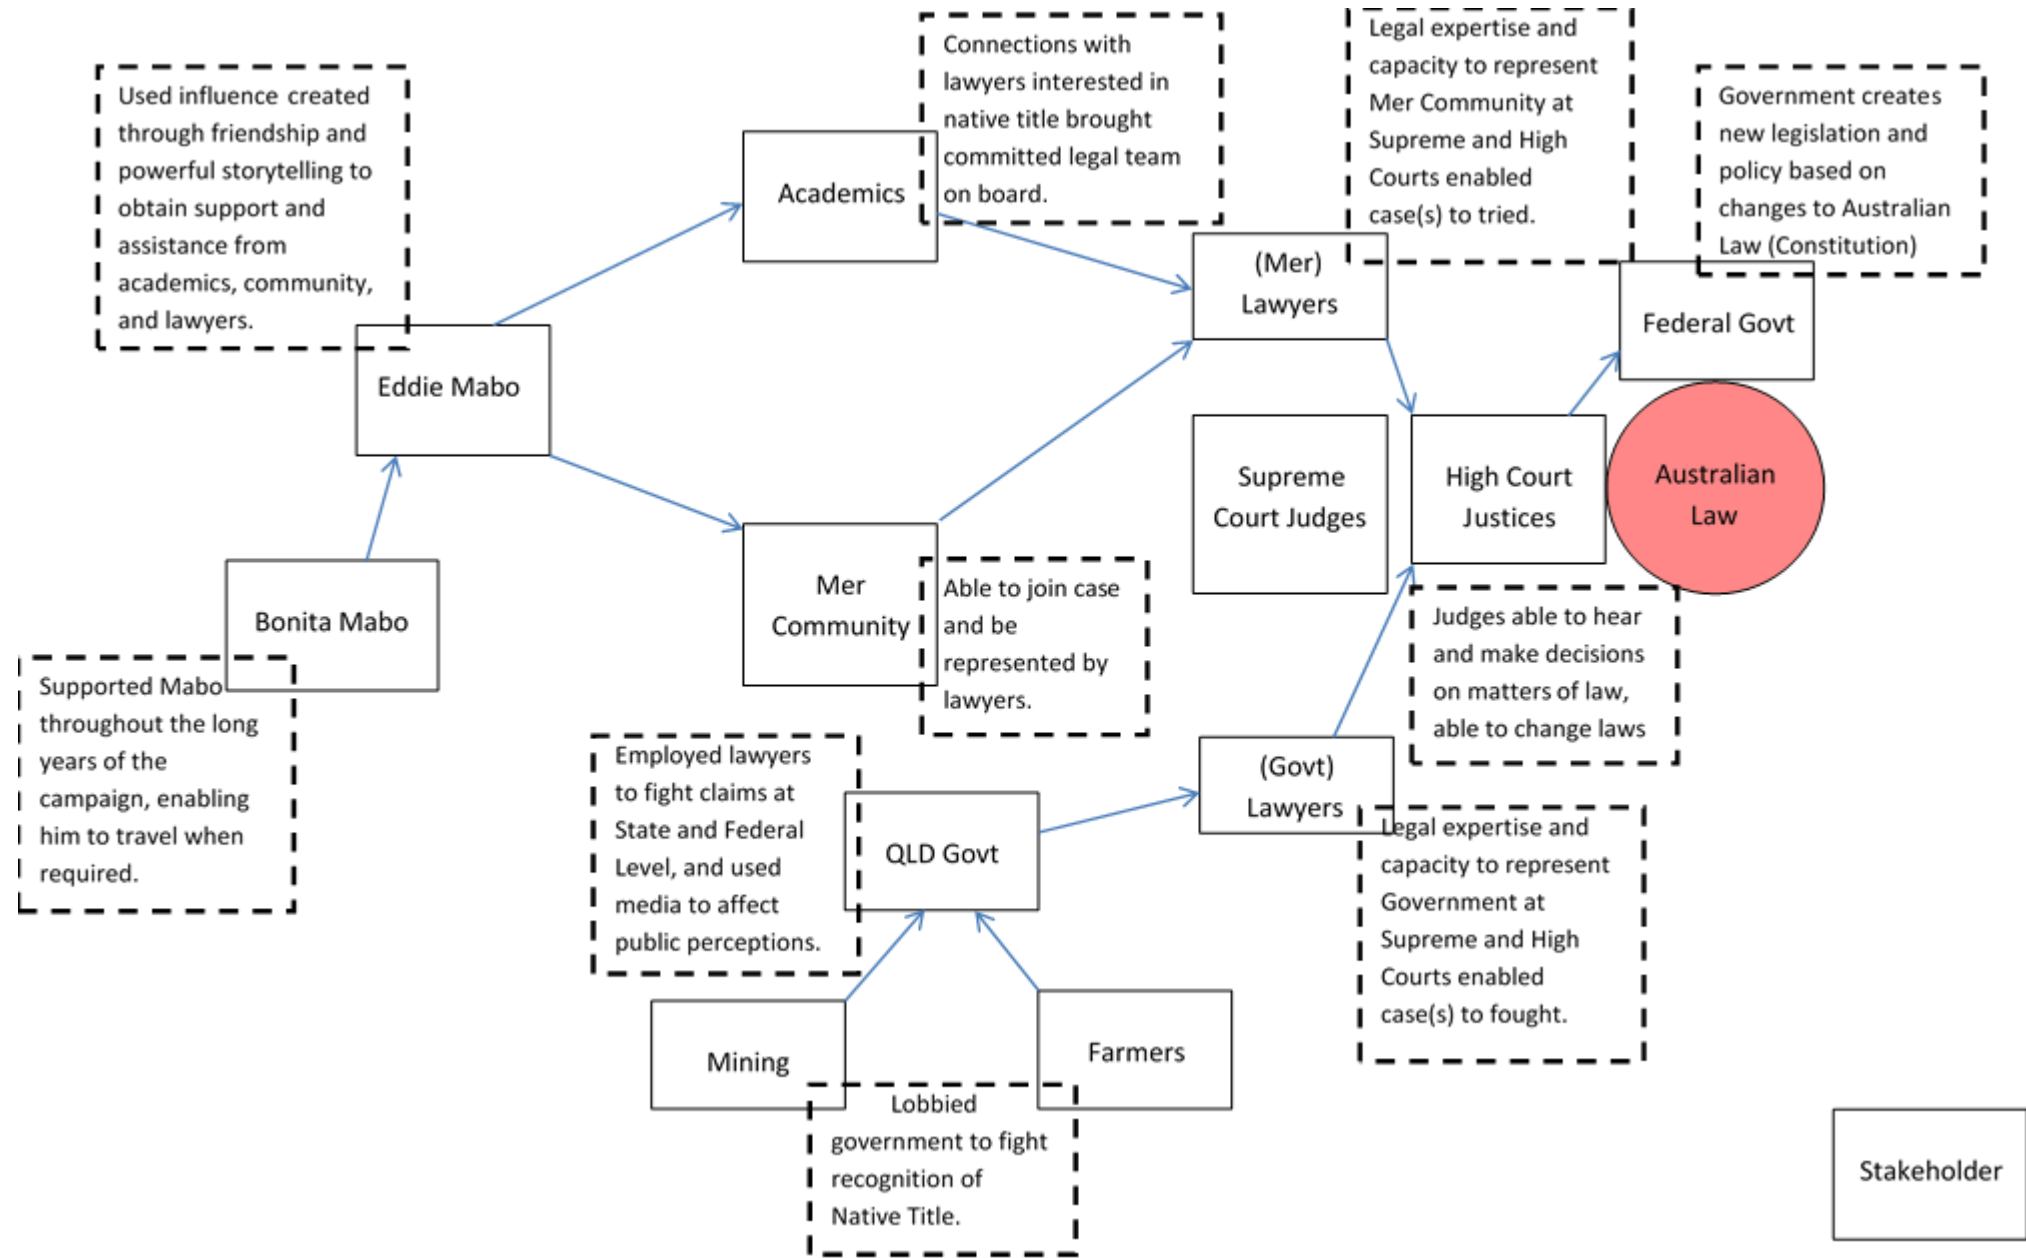 Used influence created
through friendship and
powerful storytelling to
obtain support and
assistance from
academics, community,
and lawyers.
Eddie Mabo
Bonita Mabo
Supported Mabo
throughout the long
years of the
campaign, enabling
him to travel when
required.
Academics
Connections with
lawyers interested in
native title brought
committed legal team
on board.
Mer
Community
Able to join case
and be
represented by
lawyers.
(Mer)
Lawyers
Legal expertise and
capacity to represent
Mer Community at
Supreme and High
Courts enabled
case(s) to tried.
Government creates
new legislation and
policy based on
changes to Australian
Law (Constitution)
Federal Govt
Supreme
Court Judges
High Court
Justices
Australian
Law
Judges able to hear
and make decisions
on matters of law,
able to change laws
Employed lawyers
to fight claims at
State and Federal
Level, and used
media to affect
public perceptions.
QLD Govt
(Govt)
Lawyers
Legal expertise and
capacity to represent
Government at
Supreme and High
Courts enabled
case(s) to fought.
Mining
Farmers
Lobbied
government to fight
recognition of
Native Title.
Stakeholder